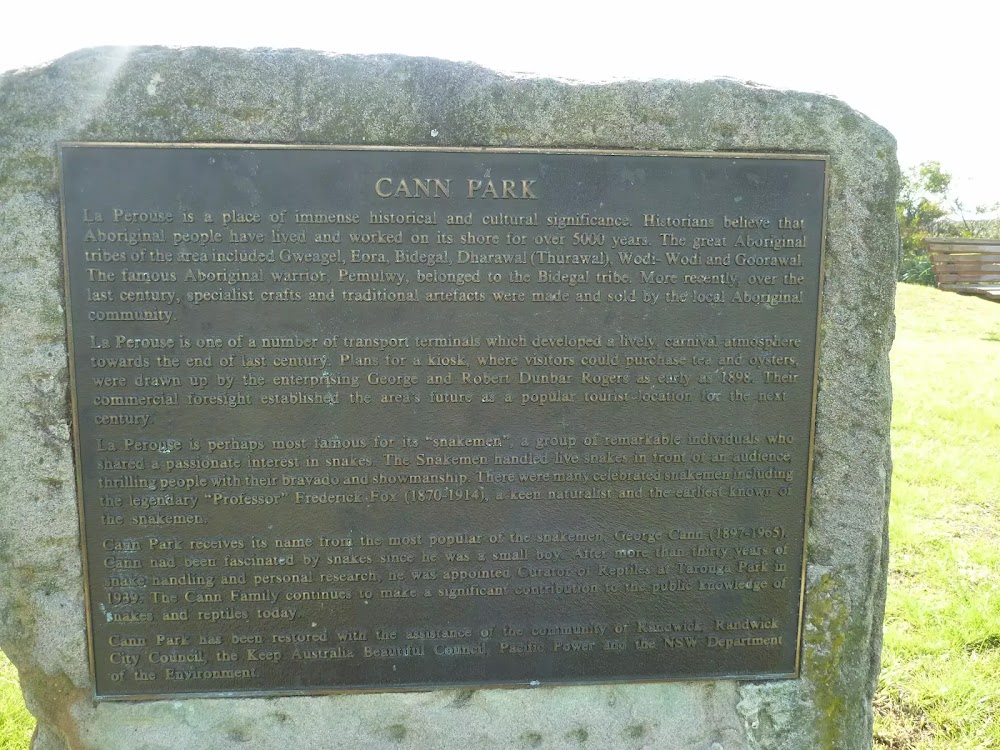 CANN PARK
La Perouse is a place of immense historical and cultural significance. Historians believe that
Aboriginal people have lived and worked on its shore for over 5000 years. The great Aboriginal
tribes of the area included Gweagel, Eora, Bidegal, Dharawal (Thurawal), Wodi-Wodi and Goorawal.
The famous Aboriginal warrior, Pemulwy, belonged to the Bidegal tribe. More recently, over the
last century, specialist crafts and traditional artefacts were made and sold by the local Aboriginal
community.
La Perouse is one of a number of transport terminals which developed a lively, carnival atmosphere
towards the end of last century. Plans for a kiosk, where visitors could purchase tea and oysters,
were drawn up by the enterprising George and Robert Dunbar Rogers as early as 1898. Their
commercial foresight established the area's future as a popular tourist location for the next
century.
La Perouse is perhaps most famous for its "snakemen", a group of remarkable individuals who
shared a passionate interest in snakes. The Snakemen handled live snakes in front of an audience,
thrilling people with their bravado and showmanship. There were many celebrated snakemen including
the legendary "Professor" Frederick Fox (1870-1914), a keen naturalist and the earliest known of
the snakemen.
Cann Park receives its name from the most popular of the snakemen, George Cann (1897-1965).
Cann had been fascinated by snakes since he was a small boy. After more than thirty years of
snake handling and personal research, he was appointed Curator of Reptiles at Taronga Park in
1939. The Cann Family continues to make a significant contribution to the public knowledge of
snakes and reptiles today.
Cann Park has been restored with the assistance of the community of Randwick, Randwick
City Council, the Keep Australia Beautiful Council, Pacific Power and the NSW Department
of the Environment.